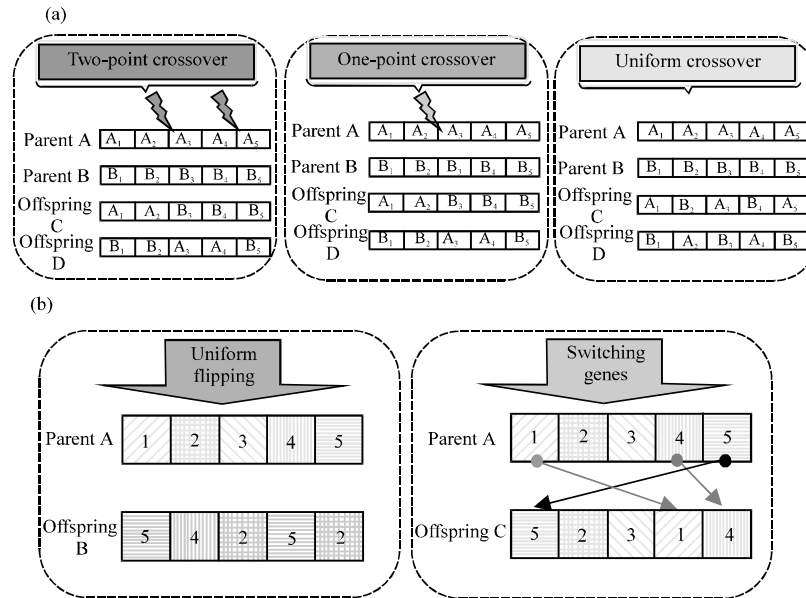 (a)
Two-point crossover
Parent A A₁ A₂ A₃ A₄ A₅
Parent B B₁ B₂ B₃ B₄ B₅
Offspring C A₁ A₂ B₃ B₄ B₅
Offspring D B₁ B₂ A₃ A₄ B₅
One-point crossover
Parent A A₁ A₂ A₃ A₄ A₅
Parent B B₁ B₂ B₃ B₄ B₅
Offspring C A₁ A₂ B₃ B₄ B₅
Offspring D B₁ B₂ A₃ A₄ B₅
Uniform crossover
Parent A A₁ A₂ A₃ A₄ A₅
Parent B B₁ B₂ B₃ B₄ B₅
Offspring C A₁ B₂ A₃ B₄ A₅
Offspring D B₁ A₂ B₃ A₄ B₅
(b)
Uniform
flipping
Parent A 1 2 3 4 5
Offspring B 5 4 2 5 2
Switching
genes
Parent A 1 2 3 4 5
Offspring C 5 2 3 1 4